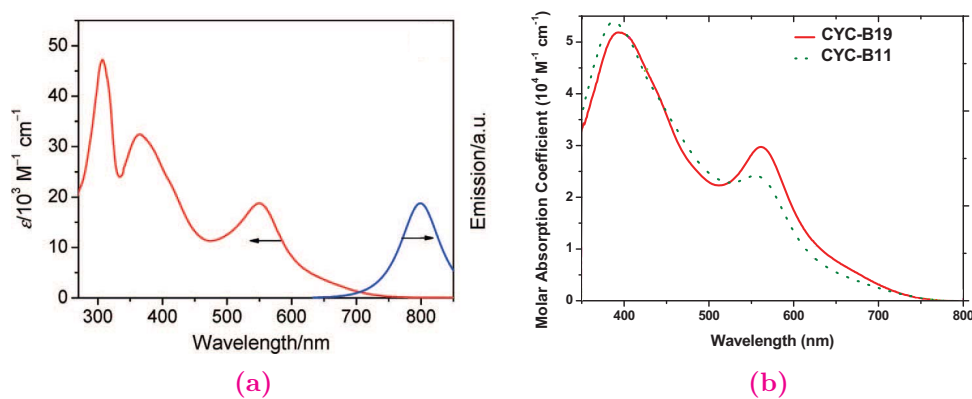 ε/10³ M⁻¹ cm⁻¹
60
50
40
30
20
10
0
300 400 500 600 700 800
Wavelength/nm
Emission/a.u.
(a)
Molar Absorption Coefficient (10⁴ M⁻¹ cm⁻¹)
5
4
3
2
1
0
400 500 600 700 800
Wavelength (nm)
CYC-B19
CYC-B11
(b)